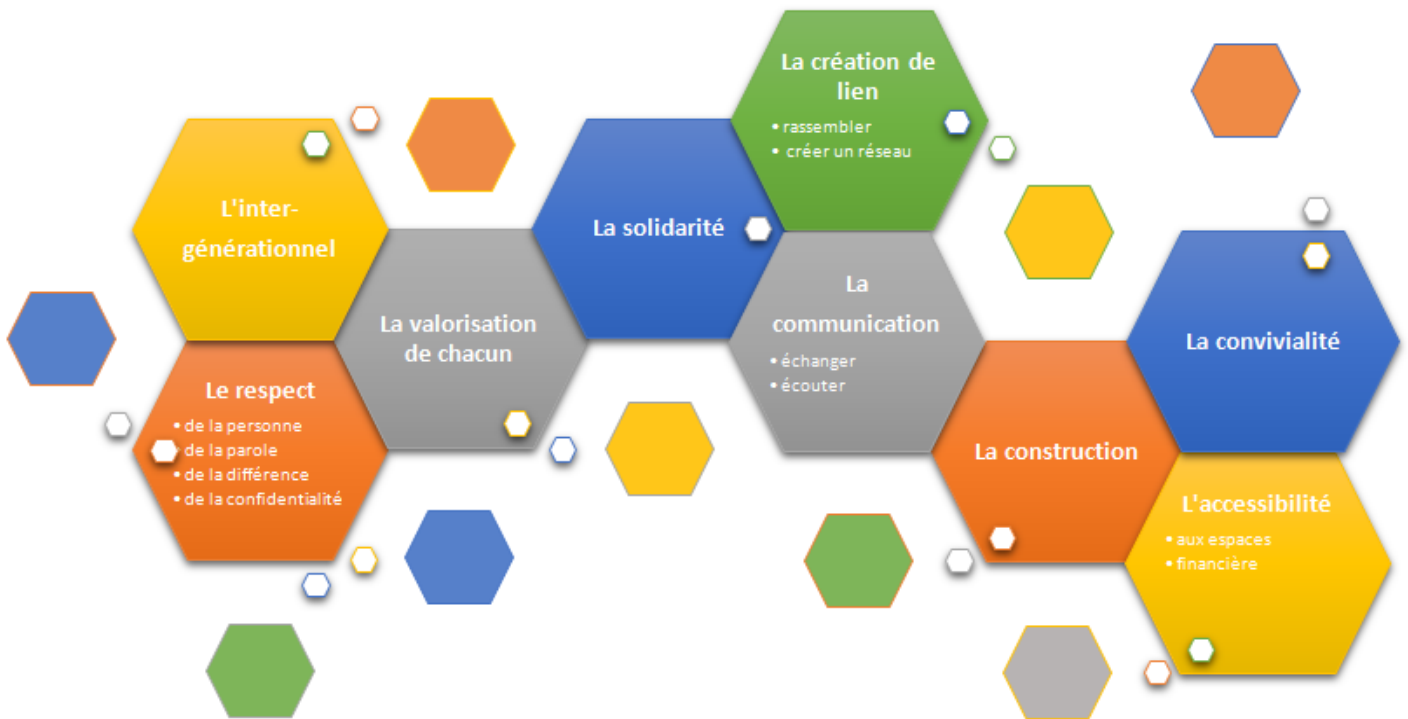 L'inter-
générationnel
Le respect
• de la personne
• de la parole
• de la différence
• de la confidentialité
La valorisation
de chacun
La solidarité
La création de
lien
• rassembler
• créer un réseau
La
communication
• échanger
• écouter
La construction
La convivialité
L'accessibilité
• aux espaces
• financière